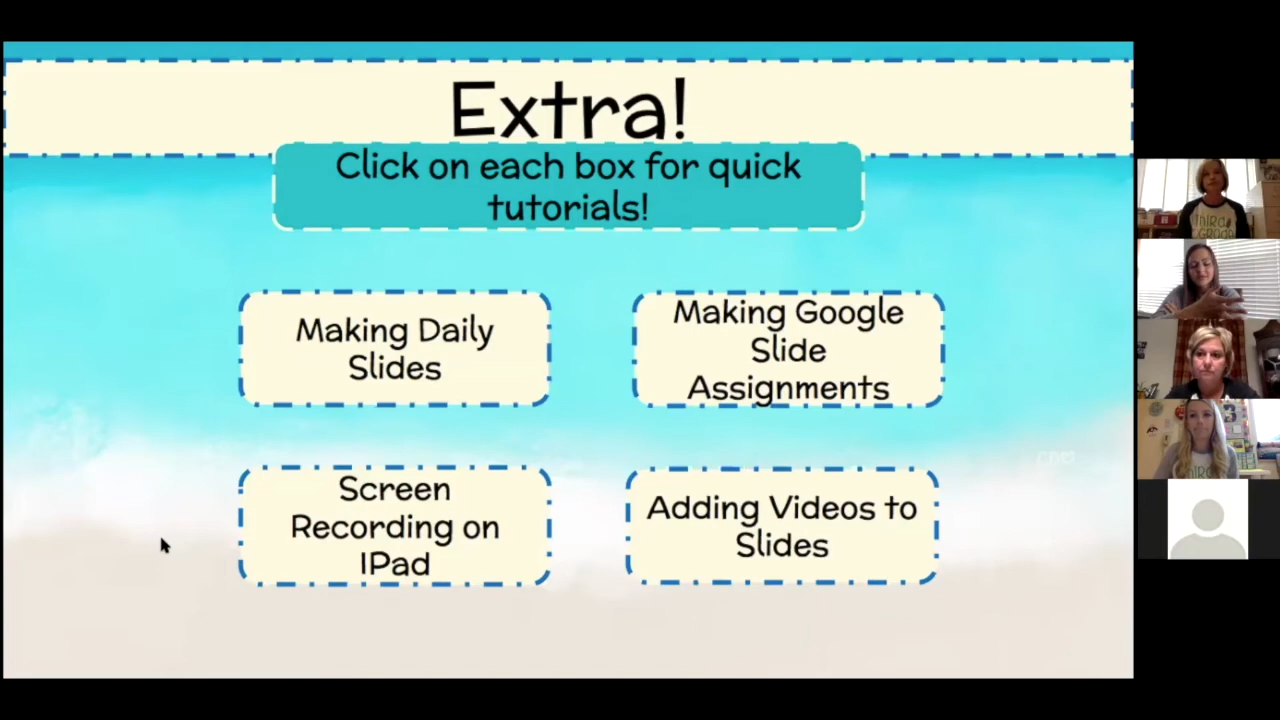 Extra!
Click on each box for quick
tutorials!
Making Daily
Slides
Making Google
Slide
Assignments
Screen
Recording on
IPad
Adding Videos to
Slides